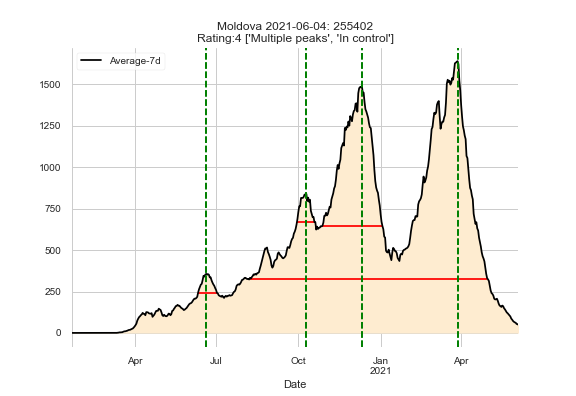 Moldova 2021-06-04: 255402
Rating:4 ['Multiple peaks', 'In control']
Average-7d
1500
1250
1000
750
500
250
0
Apr
Jul
Oct
Jan
2021
Apr
Date